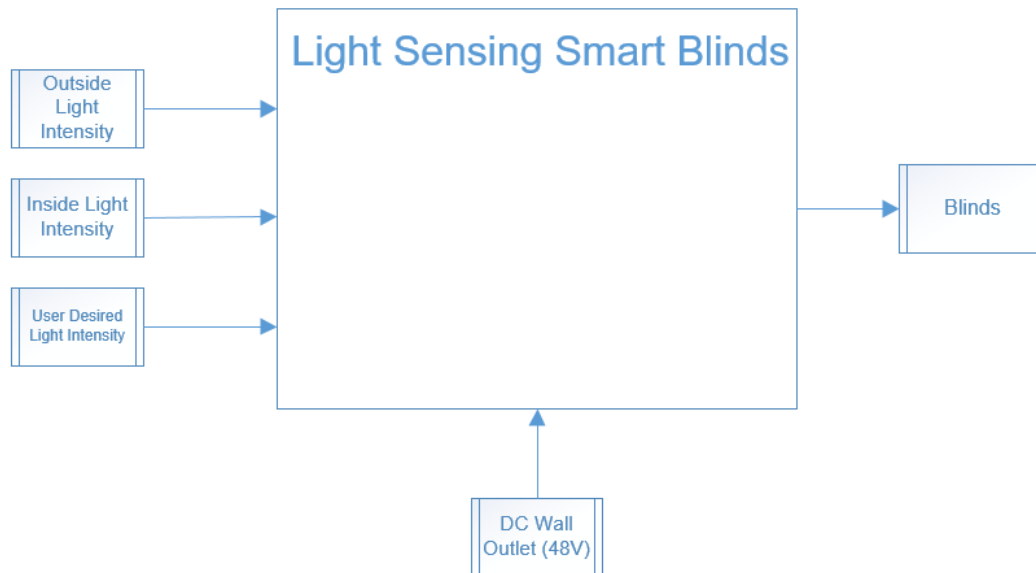 Light Sensing Smart Blinds
Outside
Light
Intensity
Inside Light
Intensity
User Desired
Light Intensity
Blinds
DC Wall
Outlet (48V)